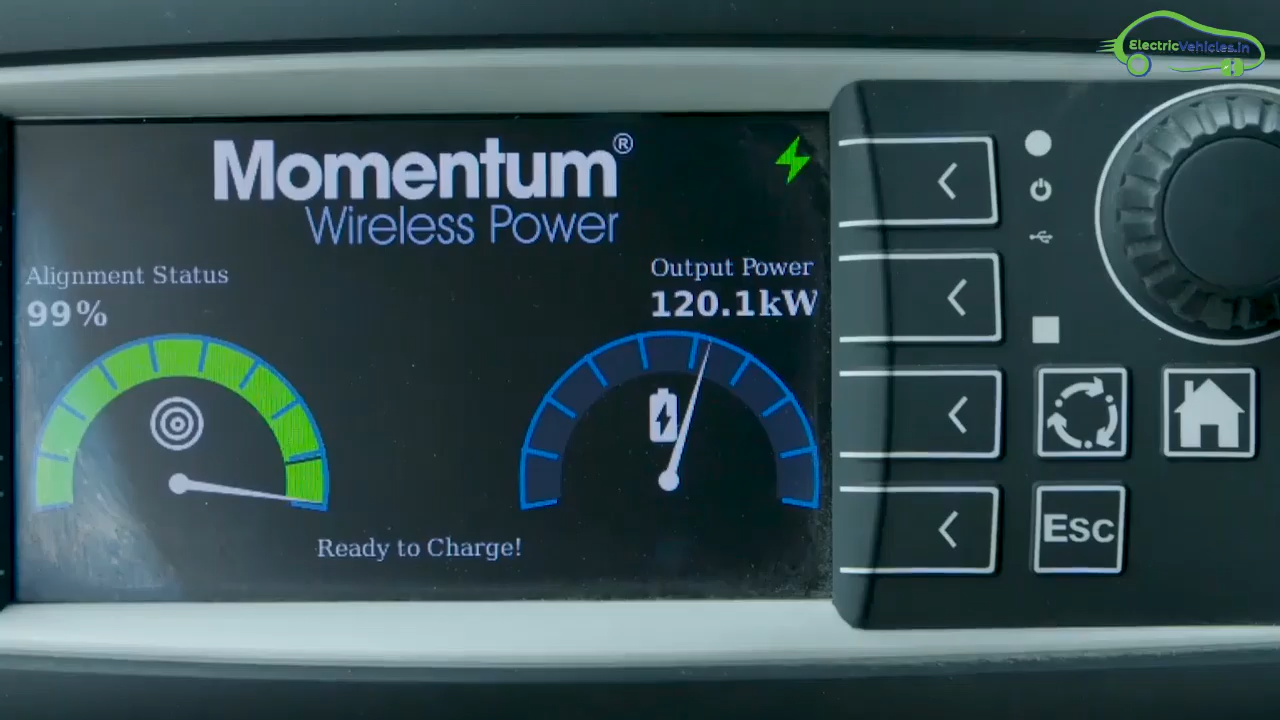 ElectricVehicles.in
Momentum®
Wireless Power
Alignment Status
99%
Output Power
120.1kW
Ready to Charge!
Esc